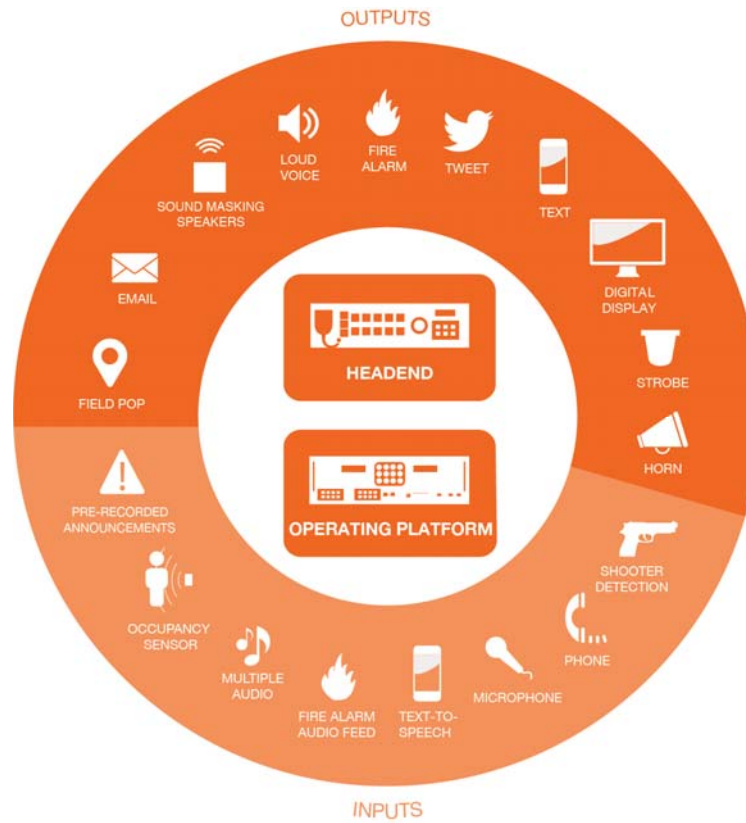 OUTPUTS
LOUD
VOICE
FIRE
ALARM
TWEET
SOUND MASKING
SPEAKERS
TEXT
EMAIL
DIGITAL
DISPLAY
FIELD POP
STROBE
HORN
HEADEND
OPERATING PLATFORM
PRE-RECORDED
ANNOUNCEMENTS
OCCUPANCY
SENSOR
MULTIPLE
AUDIO
FIRE ALARM
AUDIO FEED
TEXT-TO-
SPEECH
MICROPHONE
PHONE
SHOOTER
DETECTION
INPUTS